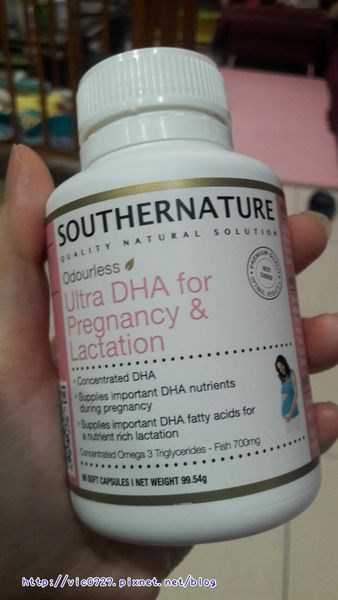 SOUTHERNATURE
QUALITY NATURAL SOLUTION
Odourless
Ultra DHA for
Pregnancy &
Lactation
• Concentrated DHA
• Supplies important DHA nutrients
during pregnancy
• Supplies important DHA fatty acids for
a nutrient rich lactation
Concentrated Omega 3 Triglycerides - Fish 700mg
SOFT CAPSULES | NET WEIGHT 99.54g
http://vic0927.pixnet.net/blog